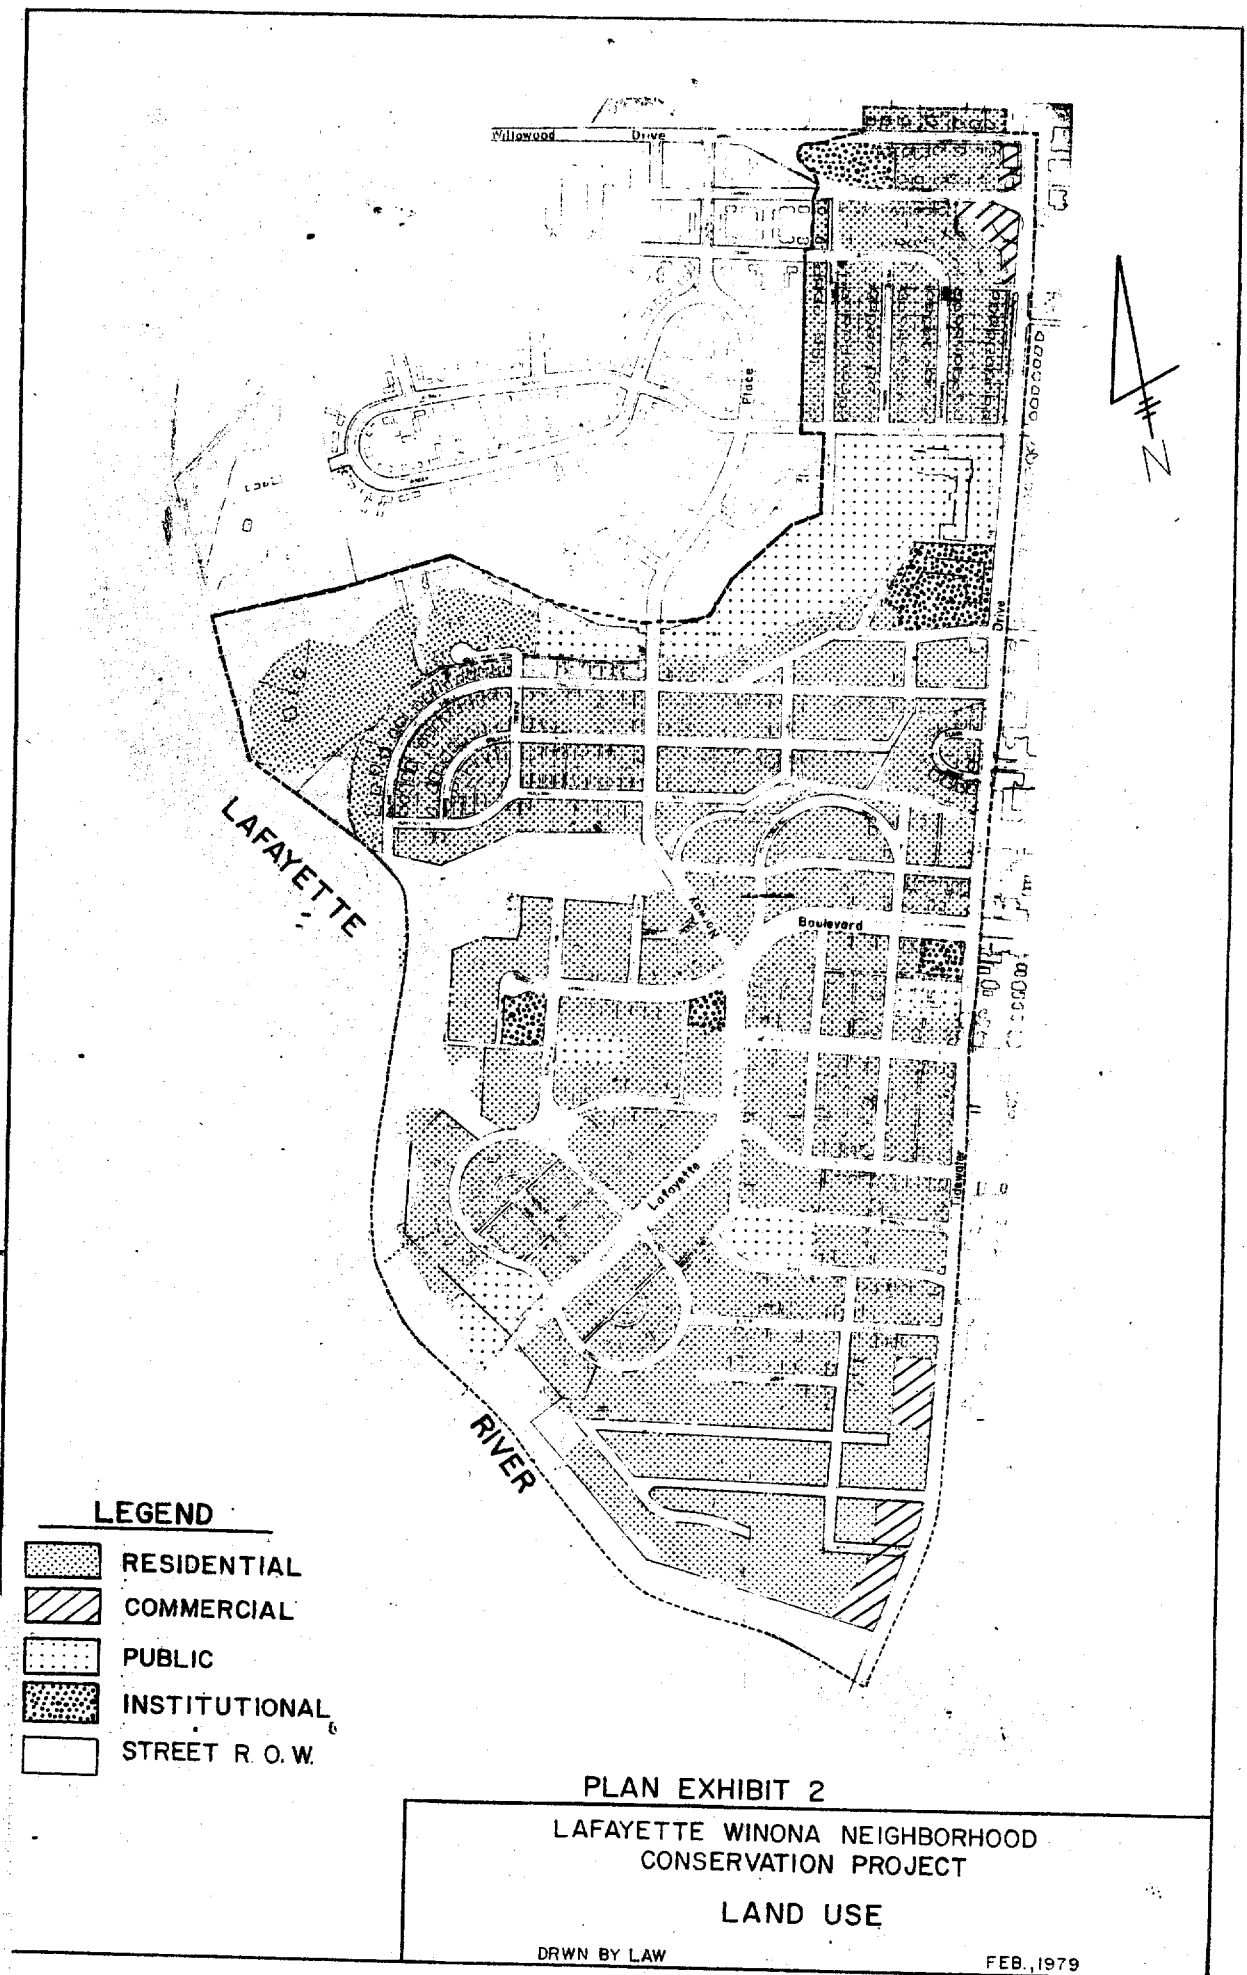 Willowood Drive
Place
Drive
LAFAYETTE
Norway
Boulevard
Lafayette
Tidewater
RIVER
N
LEGEND
RESIDENTIAL
COMMERCIAL
PUBLIC
INSTITUTIONAL
STREET R.O.W.
PLAN EXHIBIT 2
LAFAYETTE WINONA NEIGHBORHOOD
CONSERVATION PROJECT
LAND USE
DRWN BY LAW
FEB., 1979